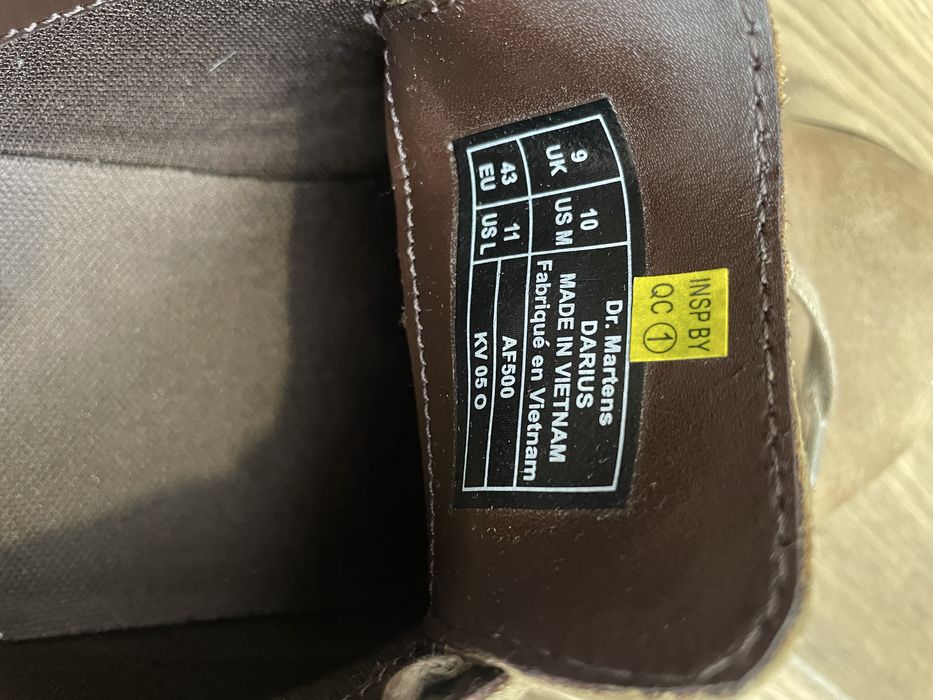 INSP BY
QC 1
Dr. Martens
DARIUS
MADE IN VIETNAM
Fabriqué en Vietnam
9 10
UK US M
43 11
EU US L
AF500
KV 05 O